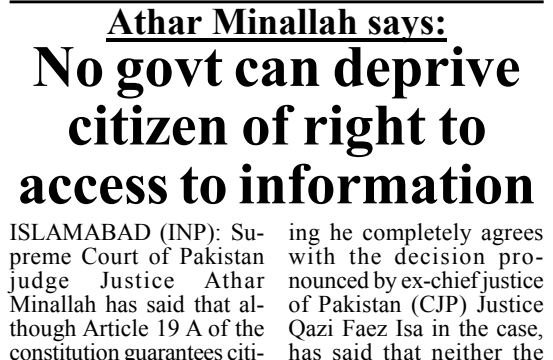 Athar Minallah says:
No govt can deprive
citizen of right to
access to information
ISLAMABAD (INP): Su-
preme Court of Pakistan
judge Justice Athar
Minallah has said that al-
though Article 19 A of the
constitution guarantees citi-
ing he completely agrees
with the decision pro-
nounced by ex-chief justice
of Pakistan (CJP) Justice
Qazi Faez Isa in the case,
has said that neither the